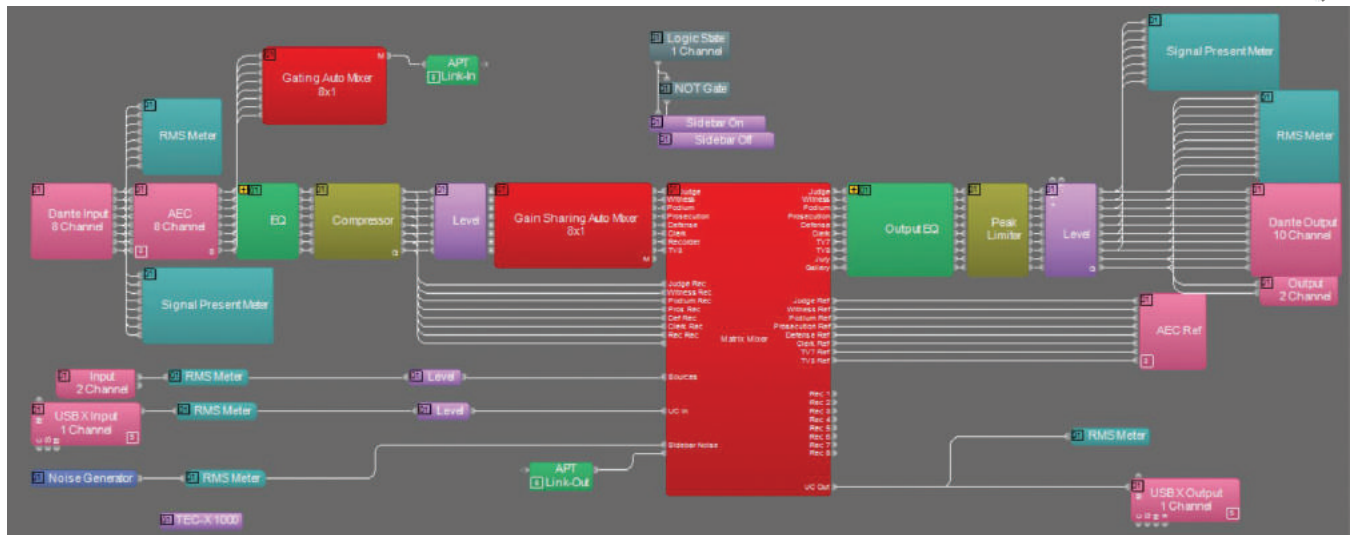 Logic State
1 Channel
Signal Present Meter
M
Gating Auto Mixer
8x1
APT
Link-In
NOT Gate
RMS Meter
Sidebar On
Sidebar Off
RMS Meter
Dante Input
8 Channel
AEC
8 Channel
EQ
Compressor
Level
Gain Sharing Auto Mixer
8x1
M
Judge
Witness
Podium
Prosecution
Defense
Clerk
Recorder
TV3
Judge
Witness
Podium
Prosecution
Defense
Clerk
TV7
TV3
Jury
Gallery
Output EQ
Peak
Limiter
Level
Dante Output
10 Channel
Output
2 Channel
Signal Present Meter
Judge Rec
Witness Rec
Podium Rec
Pros Rec
Def Rec
Clerk Rec
Rec Rec
Matrix Mixer
Judge Ref
Witness Ref
Podium Ref
Prosecution Ref
Defense Ref
Clerk Ref
TV7 Ref
TV3 Ref
AEC Ref
Input
2 Channel
RMS Meter
Level
Sources
USB X Input
1 Channel
RMS Meter
Level
UC In
Rec 1
Rec 2
Rec 3
Rec 4
Rec 5
Rec 6
Rec 7
Rec 8
RMS Meter
Sidebar Noise
Noise Generator
RMS Meter
APT
Link-Out
UC Out
USB X Output
1 Channel
TEC-X 1000